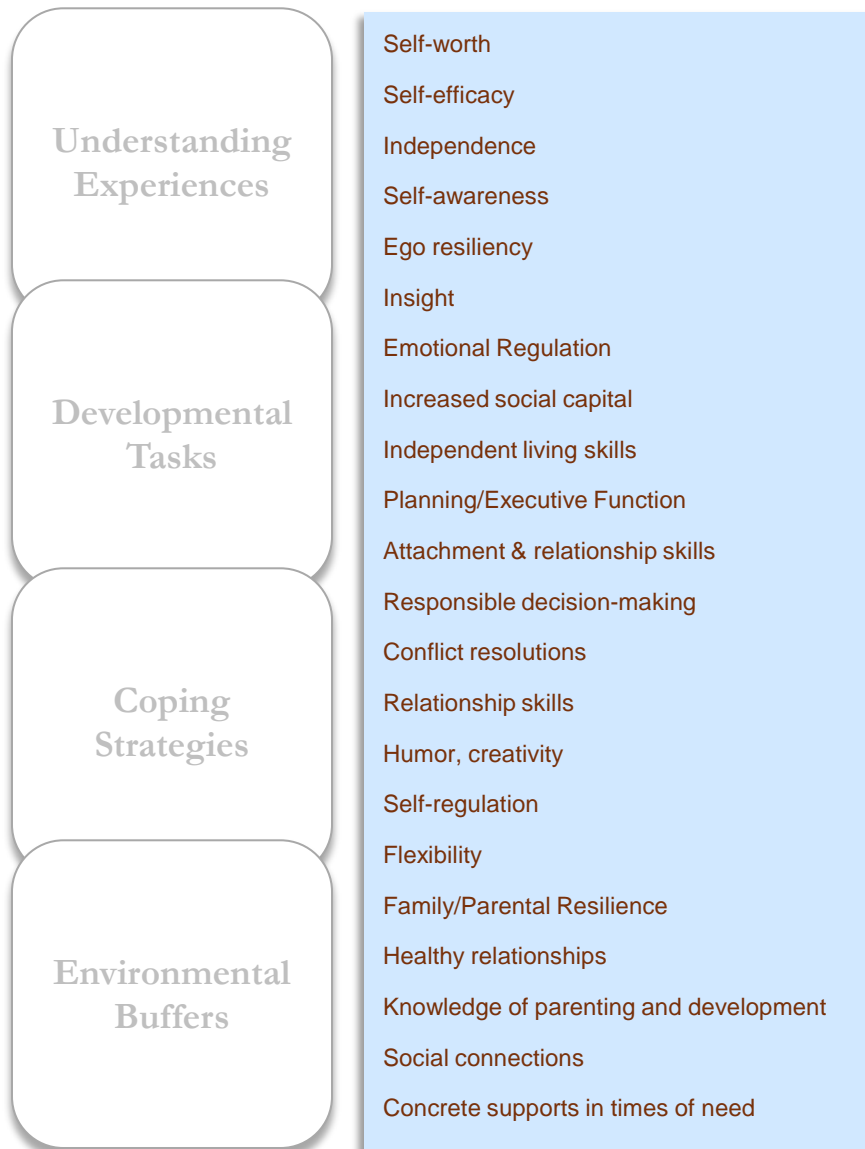 Understanding
Experiences
Developmental
Tasks
Coping
Strategies
Environmental
Buffers
Self-worth
Self-efficacy
Independence
Self-awareness
Ego resiliency
Insight
Emotional Regulation
Increased social capital
Independent living skills
Planning/Executive Function
Attachment & relationship skills
Responsible decision-making
Conflict resolutions
Relationship skills
Humor, creativity
Self-regulation
Flexibility
Family/Parental Resilience
Healthy relationships
Knowledge of parenting and development
Social connections
Concrete supports in times of need